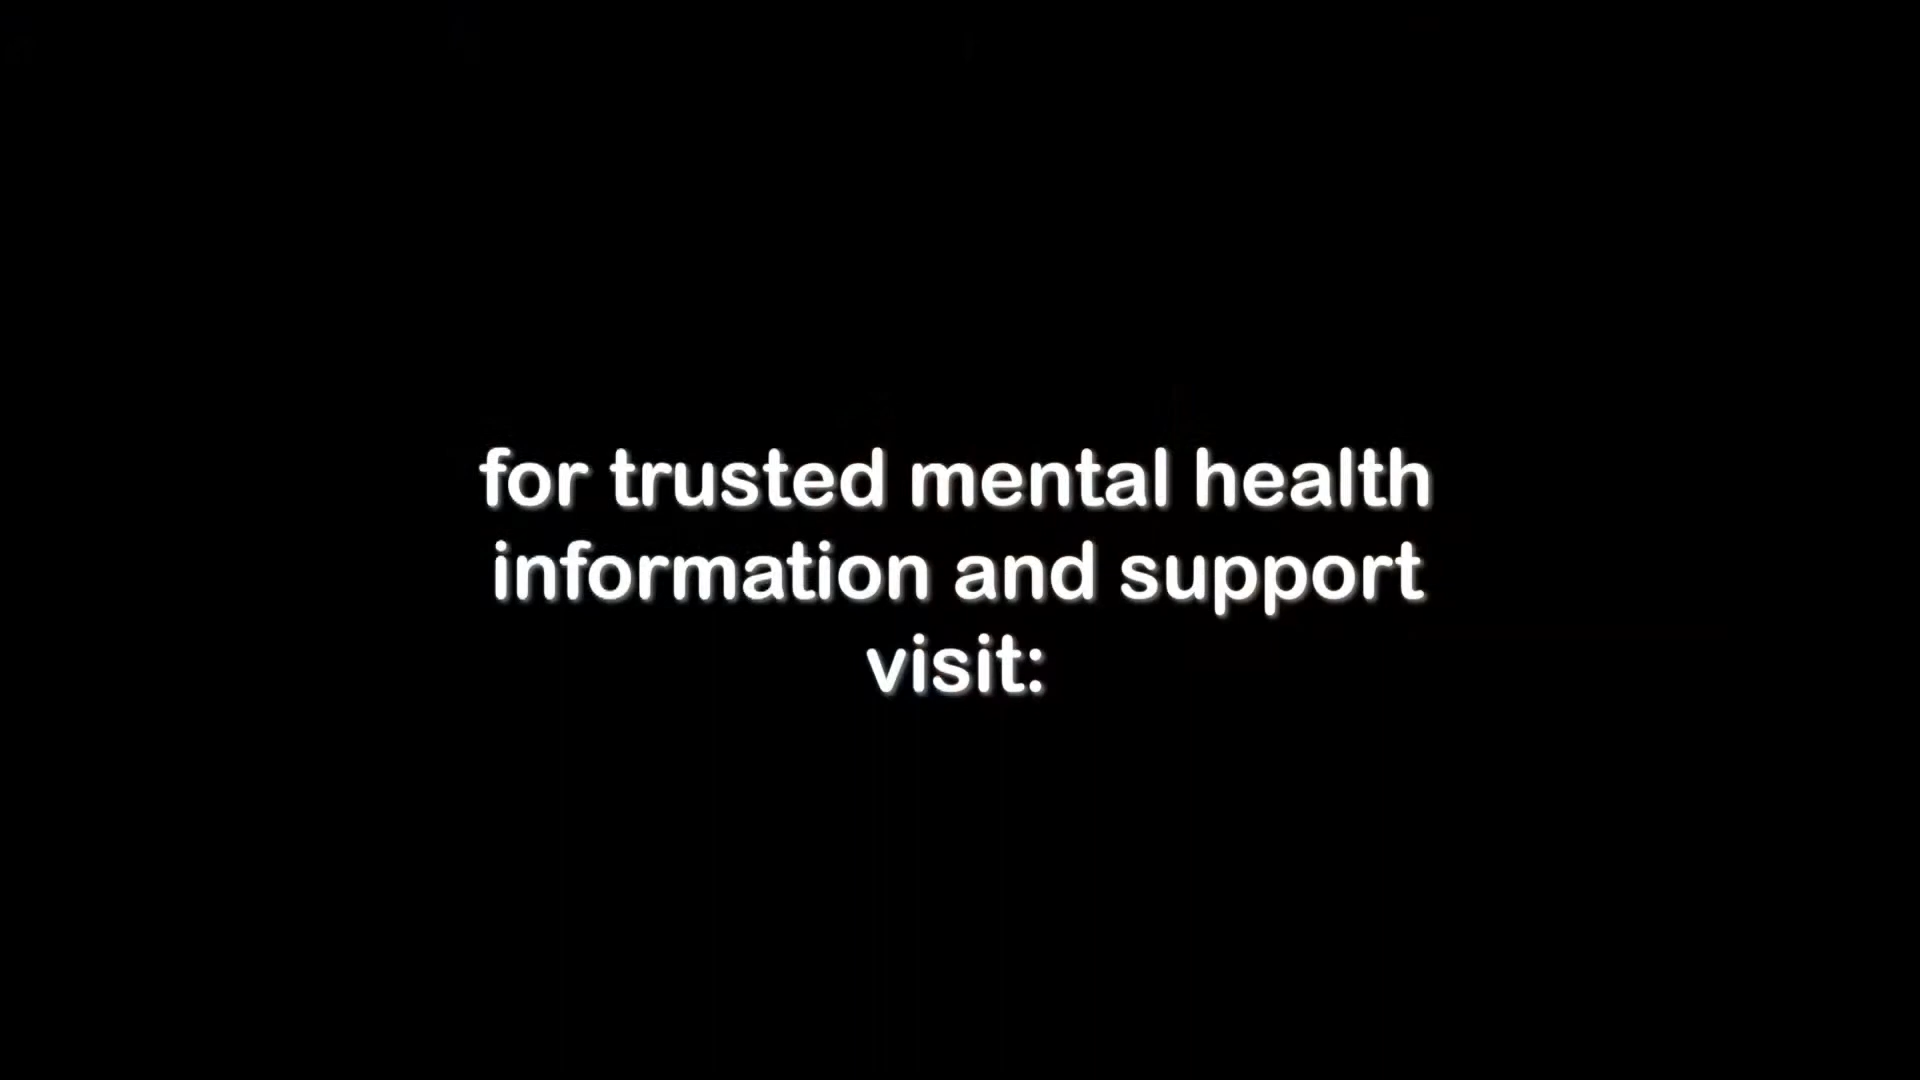 for trusted mental health
information and support
visit: